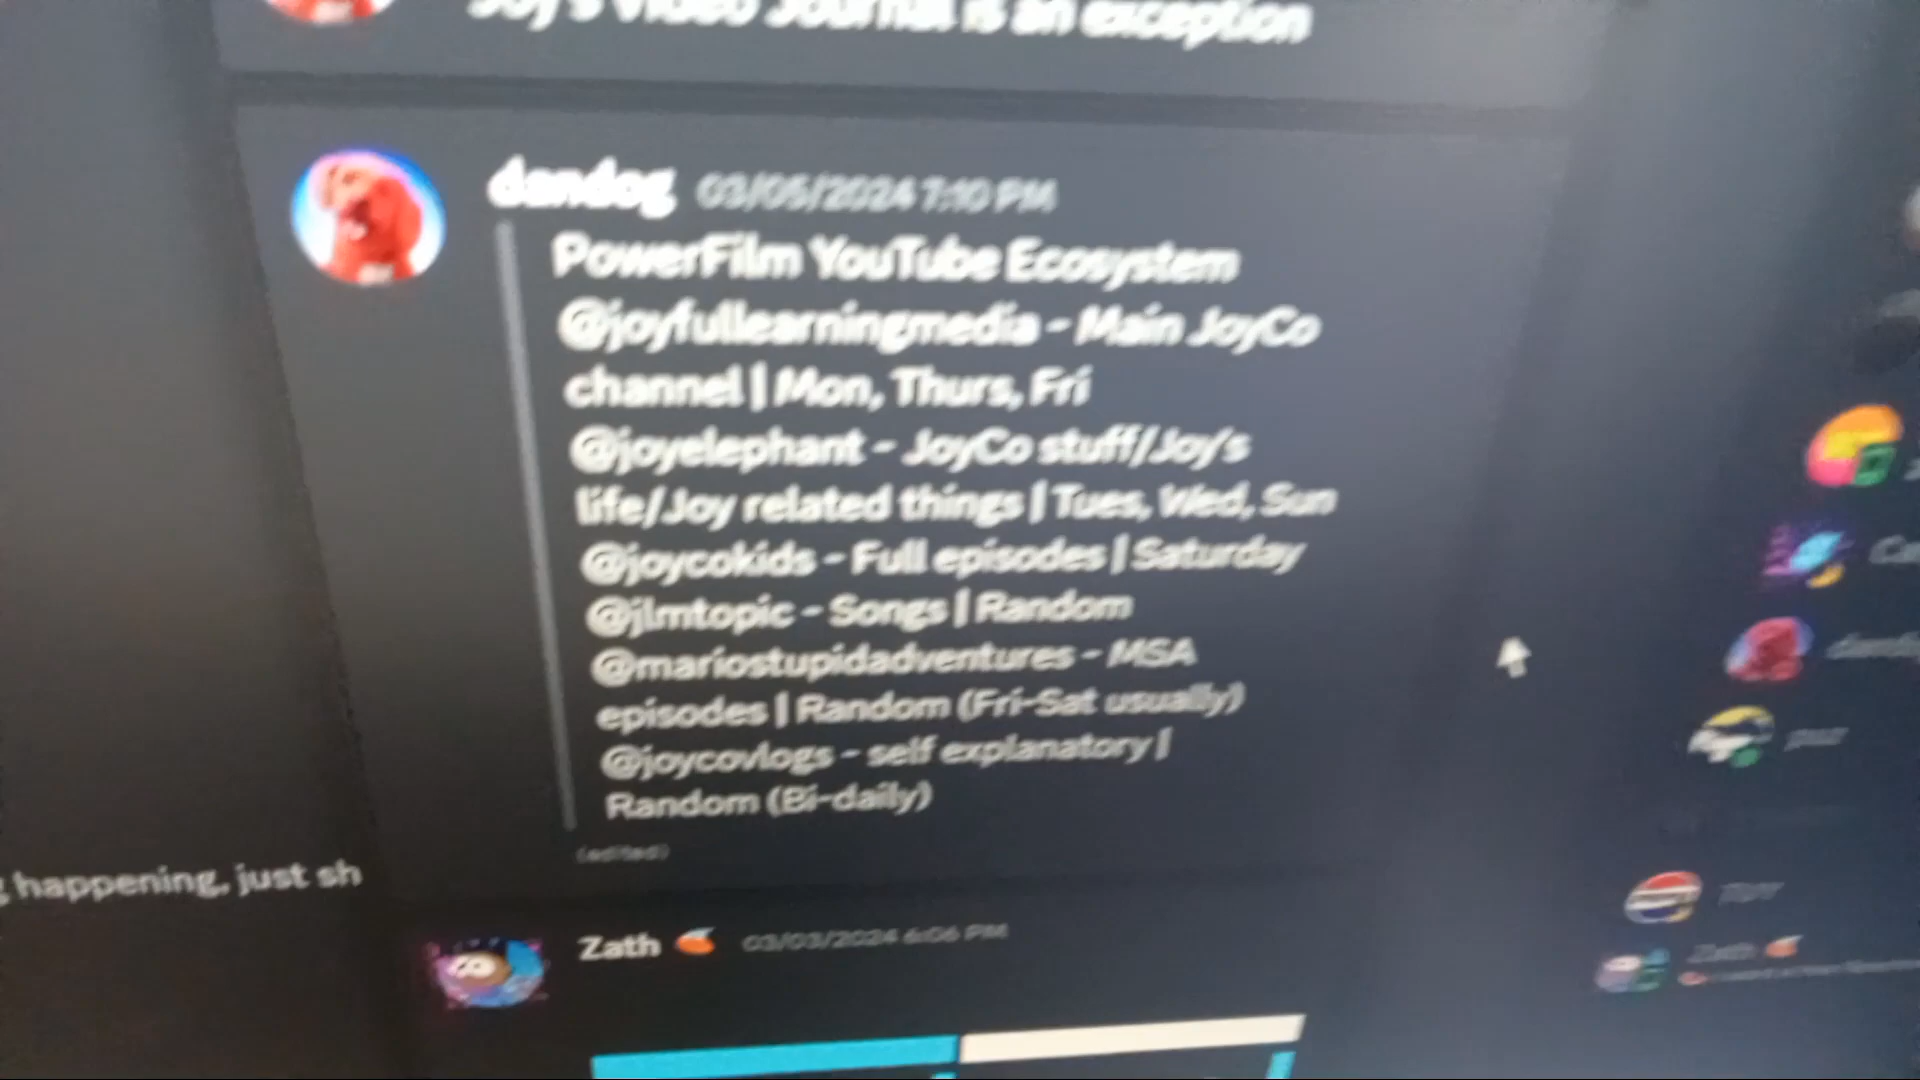 Joy's Video Journal is an exception
dandog 03/05/2024 7:10 PM
PowerFilm YouTube Ecosystem
@joyfullearningmedia - Main JoyCo
channel | Mon, Thurs, Fri
@joyelephant - JoyCo stuff/Joy's
life/Joy related things | Tues, Wed, Sun
@joycokids - Full episodes | Saturday
@jlmtopic - Songs | Random
@mariostupidadventures - MSA
episodes | Random (Fri-Sat usually)
@joycovlogs - self explanatory |
Random (Bi-daily)
(edited)
g happening, just sh
Zath 03/03/2024 6:06 PM
Zath